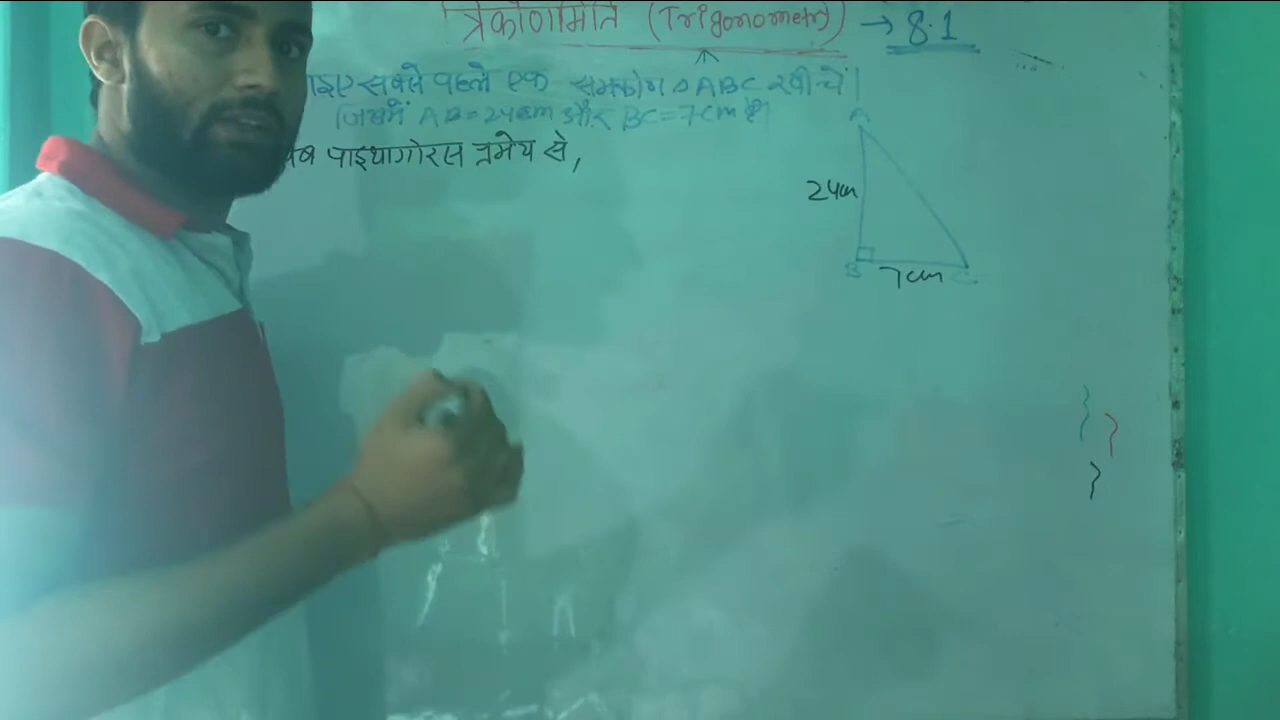 त्रिकोणमिति (Trigonometry) → 8.1
आइए सबसे पहले एक समकोण △ABC खींचें।
जिसमें AB=24cm और BC=7cm है।
अब पाइथागोरस प्रमेय से,
A
24cm
B
7cm
C